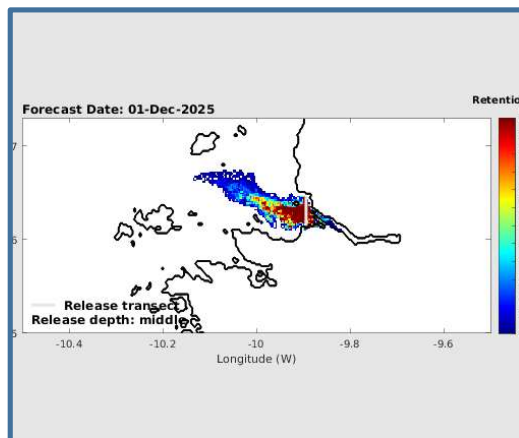 Retentio
Forecast Date: 01-Dec-2025
7
6
5
Release transect
Release depth: middle
-10.4 -10.2 -10 -9.8 -9.6
Longitude (W)